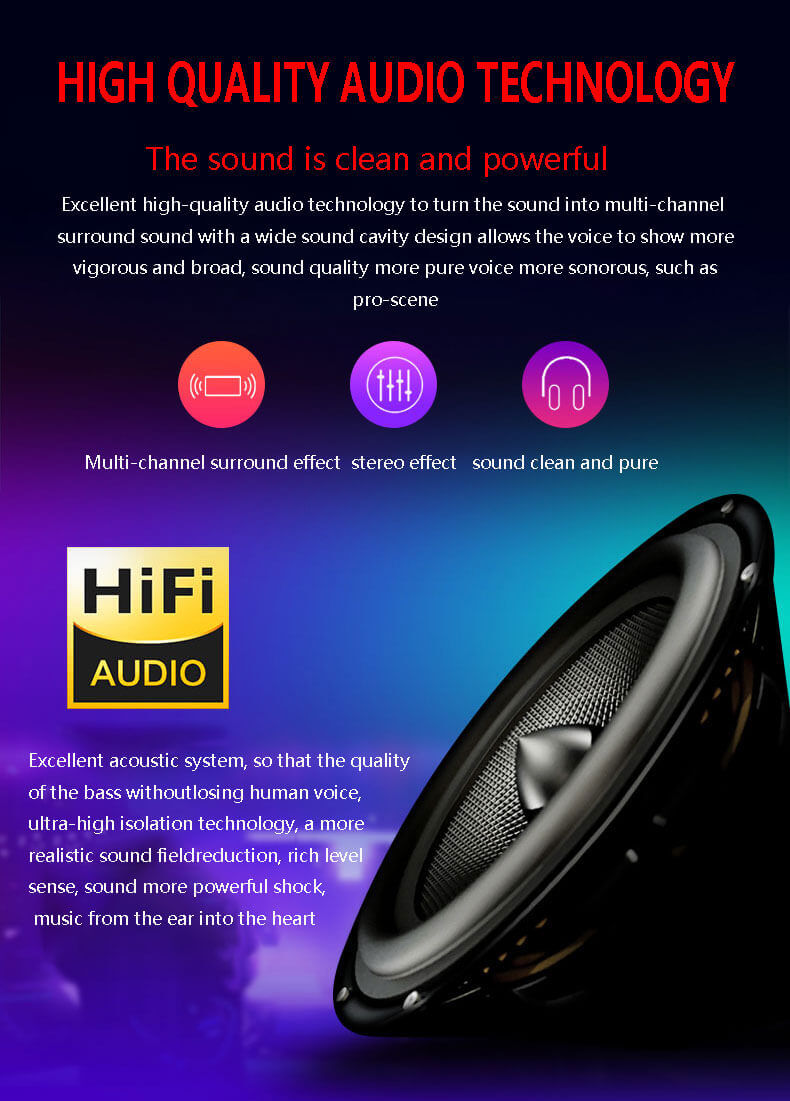 HIGH QUALITY AUDIO TECHNOLOGY
The sound is clean and powerful
Excellent high-quality audio technology to turn the sound into multi-channel
surround sound with a wide sound cavity design allows the voice to show more
vigorous and broad, sound quality more pure voice more sonorous, such as
pro-scene
Multi-channel surround effect stereo effect sound clean and pure
HiFi
AUDIO
Excellent acoustic system, so that the quality
of the bass withoutlosing human voice,
ultra-high isolation technology, a more
realistic sound fieldreduction, rich level
sense, sound more powerful shock,
music from the ear into the heart